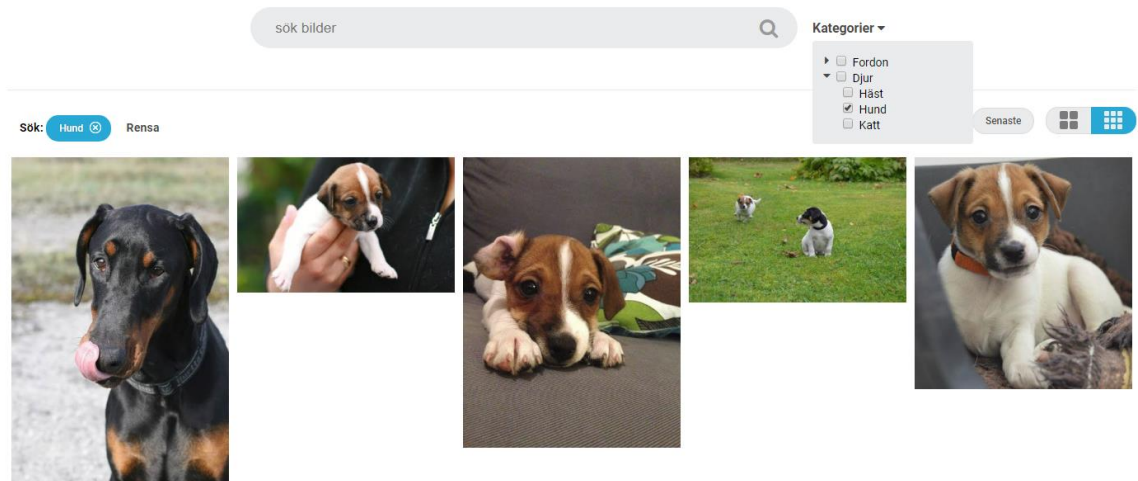 sök bilder
Kategorier
Fordon
Djur
Häst
Hund
Katt
Sök: Hund Rensa
Senaste